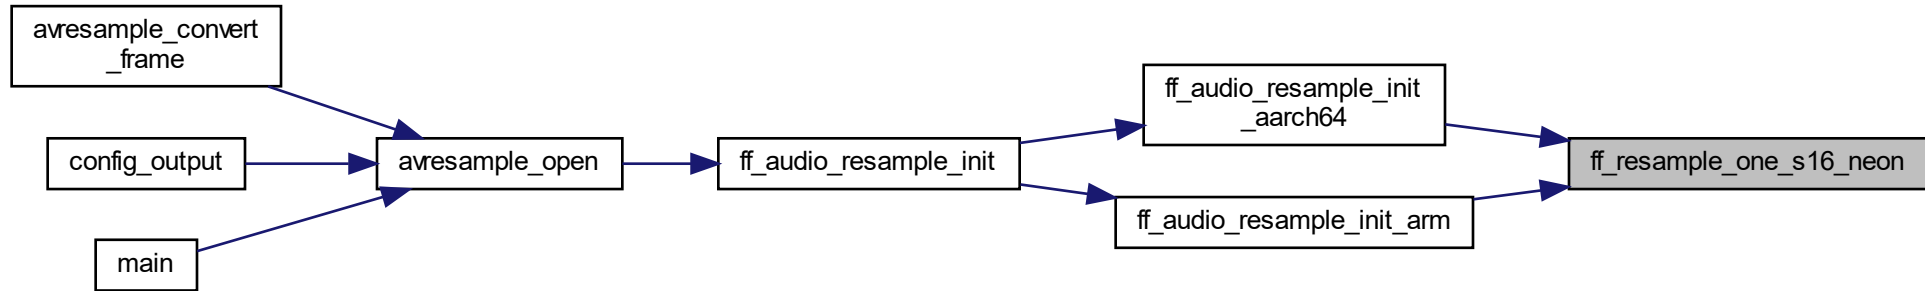 avresample_convert
_frame
config_output
main
avresample_open
ff_audio_resample_init
ff_audio_resample_init
_aarch64
ff_audio_resample_init_arm
ff_resample_one_s16_neon